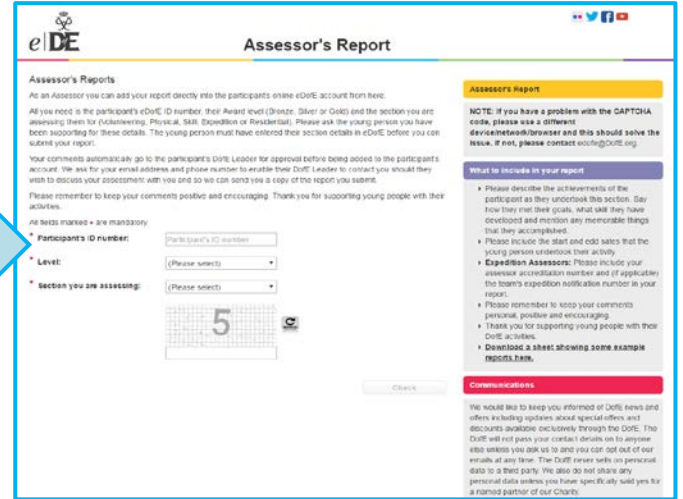 e DE
Assessor's Report
Assessor's Reports
As an Assessor you can add your report directly into the participant's online eDofE account from here.
All you need is the participant's eDofE ID number, their Award level (Bronze, Silver or Gold) and the section you are
assessing them for (Volunteering, Physical, Skill, Expedition or Residential). Please ask the young person you have
been supporting for these details. The young person must have entered their section details in eDofE before you can
submit your report.
Your comments automatically go to the participant's DofE Leader for approval before being added to the participant's
account. We ask for your email address and phone number to enable their DofE Leader to contact you should they
wish to discuss your assessment with you and so we can send you a copy of the report you submit.
Please remember to keep your comments positive and encouraging. Thank you for supporting young people with their
activities.
All fields marked * are mandatory
* Participant's ID number:
Participant's ID number
* Level:
(Please select)
* Section you are assessing:
(Please select)
5
Check
Assessor's Report
NOTE: If you have a problem with the CAPTCHA
code, please use a different
device/network/browser and this should solve the
issue. If not, please contact edofe@DofE.org.
What to include in your report
Please describe the achievements of the
participant as they undertook this section. Say
how they met their goals, what skill they have
developed and mention any memorable things
that they accomplished.
Please include the start and edd sates that the
young person undertook their activity.
Expedition Assessors: Please include your
assessor accreditation number and (if applicable)
the team's expedition notification number in your
report.
Please remember to keep your comments
personal, positive and encouraging.
Thank you for supporting young people with their
DofE activities.
Download a sheet showing some example
reports here.
Communications
We would like to keep you informed of DofE news and
offers including updates about special offers and
discounts available exclusively through the DofE. The
DofE will not pass your contact details on to anyone
else unless you ask us to and you can opt out of our
emails at any time. The DofE never sells on personal
data to a third party. We also do not share any
personal data unless you have specifically said yes for
a named partner of our Charity.